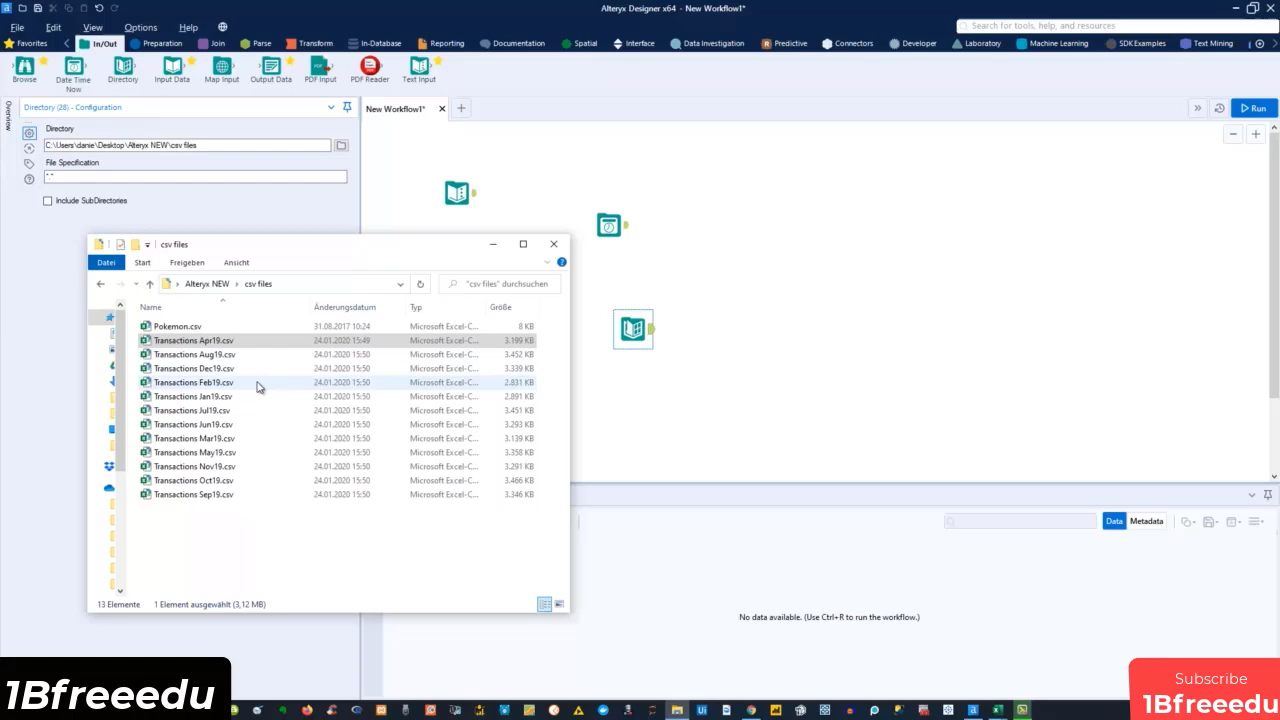 Alteryx Designer x64 - New Workflow1*
File Edit View Options Help
Search for tools, help, and resources
Favorites In/Out Preparation Join Parse Transform In-Database Reporting Documentation Spatial Interface Data Investigation Predictive Connectors Developer Laboratory Machine Learning SDK Examples Text Mining
Browse Date Time Now Directory Input Data Map Input Output Data PDF Input PDF Reader Text Input
Overview
Directory (28) - Configuration
New Workflow1*
Run
Directory
C:\Users\danie\Desktop\Alteryx NEW\csv files
File Specification
*.*
Include SubDirectories
csv files
Datei Start Freigeben Ansicht
Alteryx NEW > csv files
"csv files" durchsuchen
Name Änderungsdatum Typ Größe
Pokemon.csv 31.08.2017 10:24 Microsoft Excel-C... 8 KB
Transactions Apr19.csv 24.01.2020 15:49 Microsoft Excel-C... 3.199 KB
Transactions Aug19.csv 24.01.2020 15:50 Microsoft Excel-C... 3.452 KB
Transactions Dec19.csv 24.01.2020 15:50 Microsoft Excel-C... 3.339 KB
Transactions Feb19.csv 24.01.2020 15:50 Microsoft Excel-C... 2.831 KB
Transactions Jan19.csv 24.01.2020 15:50 Microsoft Excel-C... 2.891 KB
Transactions Jul19.csv 24.01.2020 15:50 Microsoft Excel-C... 3.451 KB
Transactions Jun19.csv 24.01.2020 15:50 Microsoft Excel-C... 3.293 KB
Transactions Mar19.csv 24.01.2020 15:50 Microsoft Excel-C... 3.139 KB
Transactions May19.csv 24.01.2020 15:50 Microsoft Excel-C... 3.358 KB
Transactions Nov19.csv 24.01.2020 15:50 Microsoft Excel-C... 3.291 KB
Transactions Oct19.csv 24.01.2020 15:50 Microsoft Excel-C... 3.466 KB
Transactions Sep19.csv 24.01.2020 15:50 Microsoft Excel-C... 3.346 KB
13 Elemente 1 Element ausgewählt (3,12 MB)
Data Metadata
No data available. (Use Ctrl+R to run the workflow.)
1Bfreeedu
Subscribe
1Bfreeedu